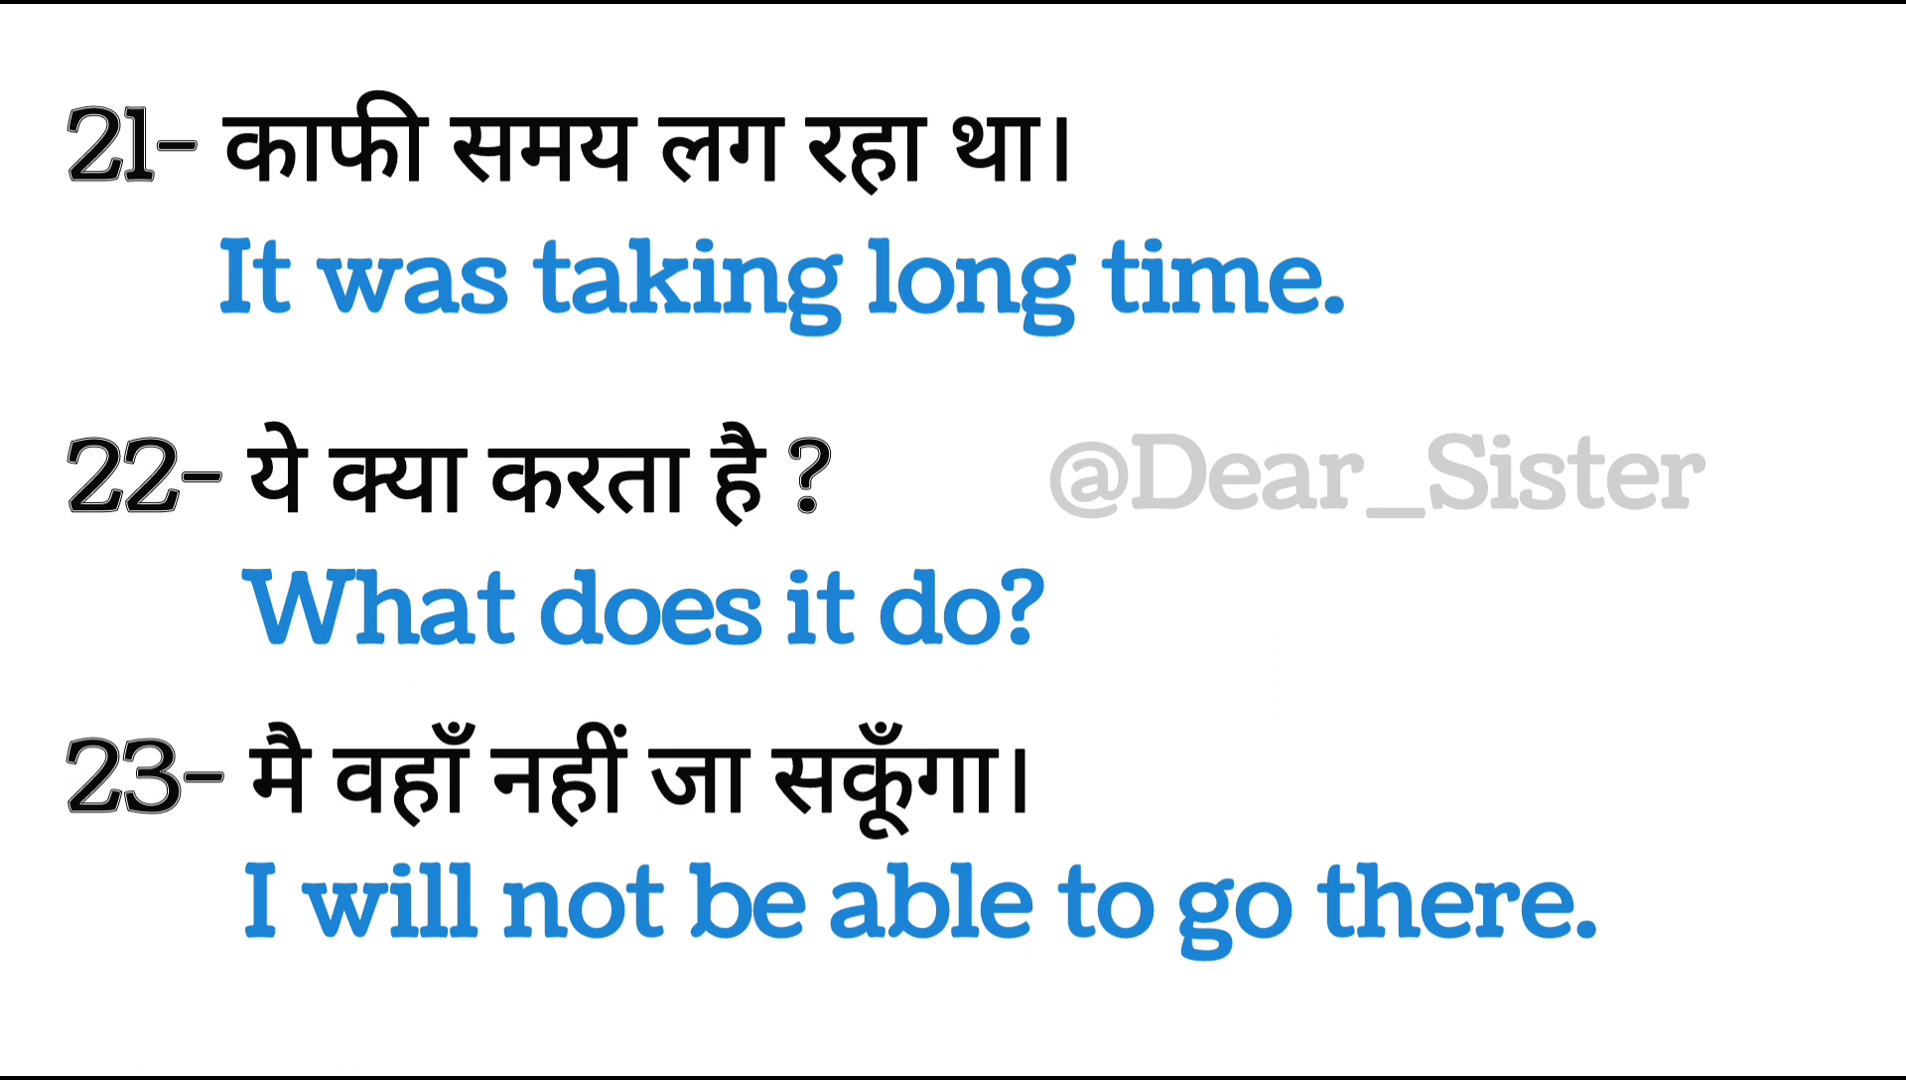 21- काफी समय लग रहा था।
It was taking long time.
22- ये क्या करता है ?
@Dear_Sister
What does it do?
23- मै वहाँ नहीं जा सकूँगा।
I will not be able to go there.